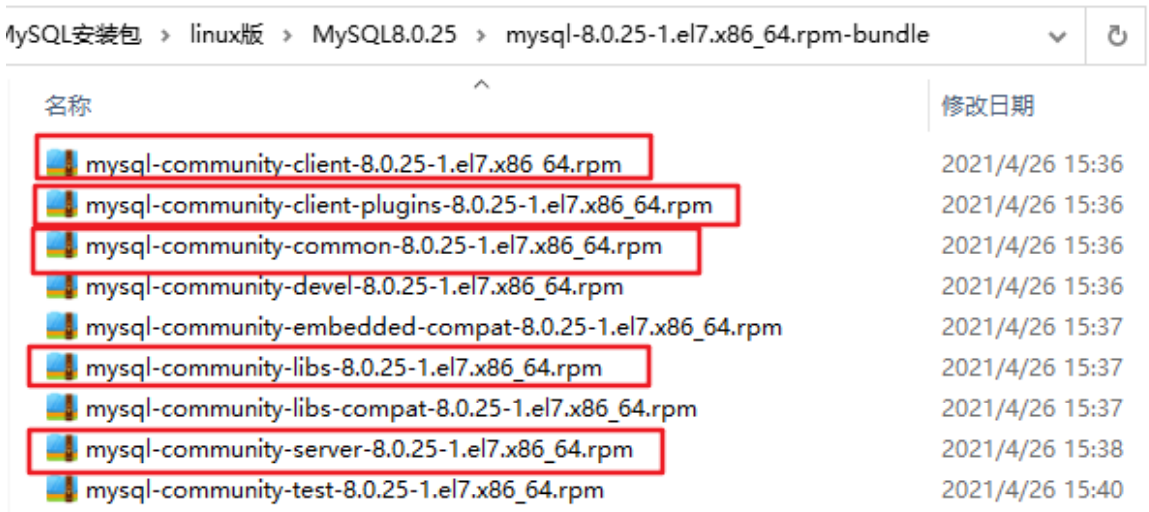 MySQL安装包 › linux版 › MySQL8.0.25 › mysql-8.0.25-1.el7.x86_64.rpm-bundle
名称 修改日期
mysql-community-client-8.0.25-1.el7.x86_64.rpm 2021/4/26 15:36
mysql-community-client-plugins-8.0.25-1.el7.x86_64.rpm 2021/4/26 15:36
mysql-community-common-8.0.25-1.el7.x86_64.rpm 2021/4/26 15:36
mysql-community-devel-8.0.25-1.el7.x86_64.rpm 2021/4/26 15:36
mysql-community-embedded-compat-8.0.25-1.el7.x86_64.rpm 2021/4/26 15:37
mysql-community-libs-8.0.25-1.el7.x86_64.rpm 2021/4/26 15:37
mysql-community-libs-compat-8.0.25-1.el7.x86_64.rpm 2021/4/26 15:37
mysql-community-server-8.0.25-1.el7.x86_64.rpm 2021/4/26 15:38
mysql-community-test-8.0.25-1.el7.x86_64.rpm 2021/4/26 15:40